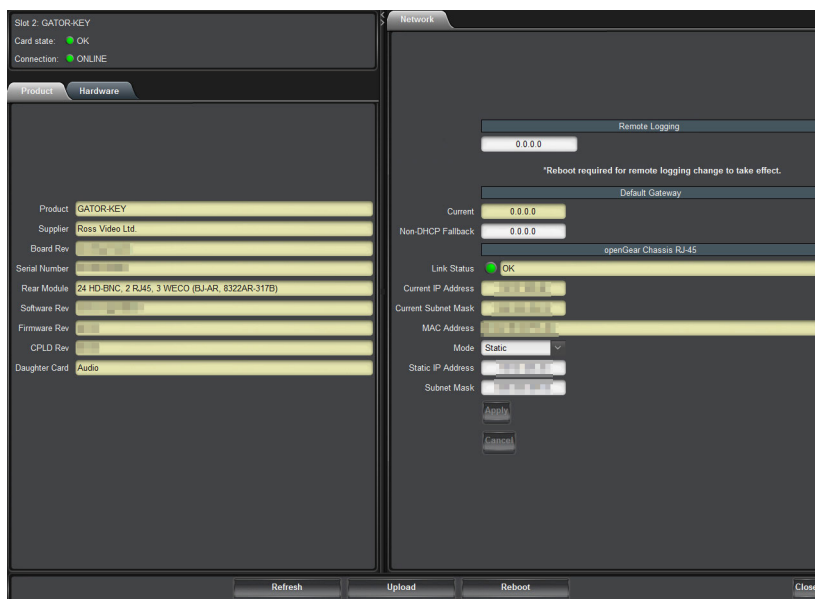 Slot 2: GATOR-KEY
Card state: OK
Connection: ONLINE
Product Hardware
Product GATOR-KEY
Supplier Ross Video Ltd.
Board Rev
Serial Number
Rear Module 24 HD-BNC, 2 RJ45, 3 WECO (BJ-AR, 8322AR-317B)
Software Rev
Firmware Rev
CPLD Rev
Daughter Card Audio
Network
Remote Logging
0.0.0.0
*Reboot required for remote logging change to take effect.
Default Gateway
Current 0.0.0.0
Non-DHCP Fallback 0.0.0.0
openGear Chassis RJ-45
Link Status OK
Current IP Address
Current Subnet Mask
MAC Address
Mode Static
Static IP Address
Subnet Mask
Apply
Cancel
Refresh Upload Reboot Close